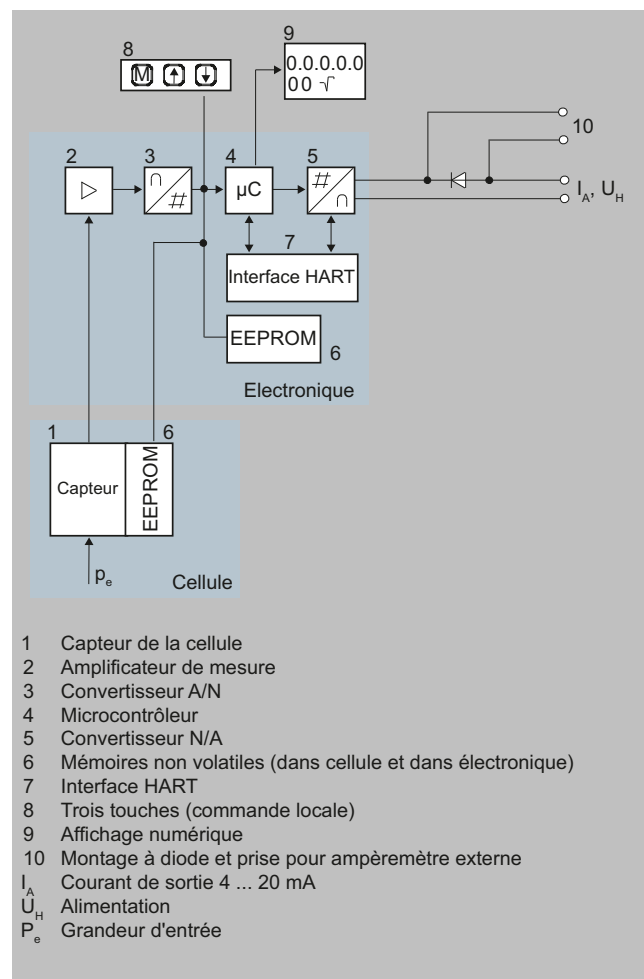 8
9
M
0.0.0.0.0
00 √
10
2
3
4
5
∩
#
µC
#
∩
I_A, U_H
7
Interface HART
EEPROM
6
Electronique
1
6
Capteur
EEPROM
p_e
Cellule
1 Capteur de la cellule
2 Amplificateur de mesure
3 Convertisseur A/N
4 Microcontrôleur
5 Convertisseur N/A
6 Mémoires non volatiles (dans cellule et dans électronique)
7 Interface HART
8 Trois touches (commande locale)
9 Affichage numérique
10 Montage à diode et prise pour ampèremètre externe
I_A Courant de sortie 4 ... 20 mA
U_H Alimentation
P_e Grandeur d'entrée